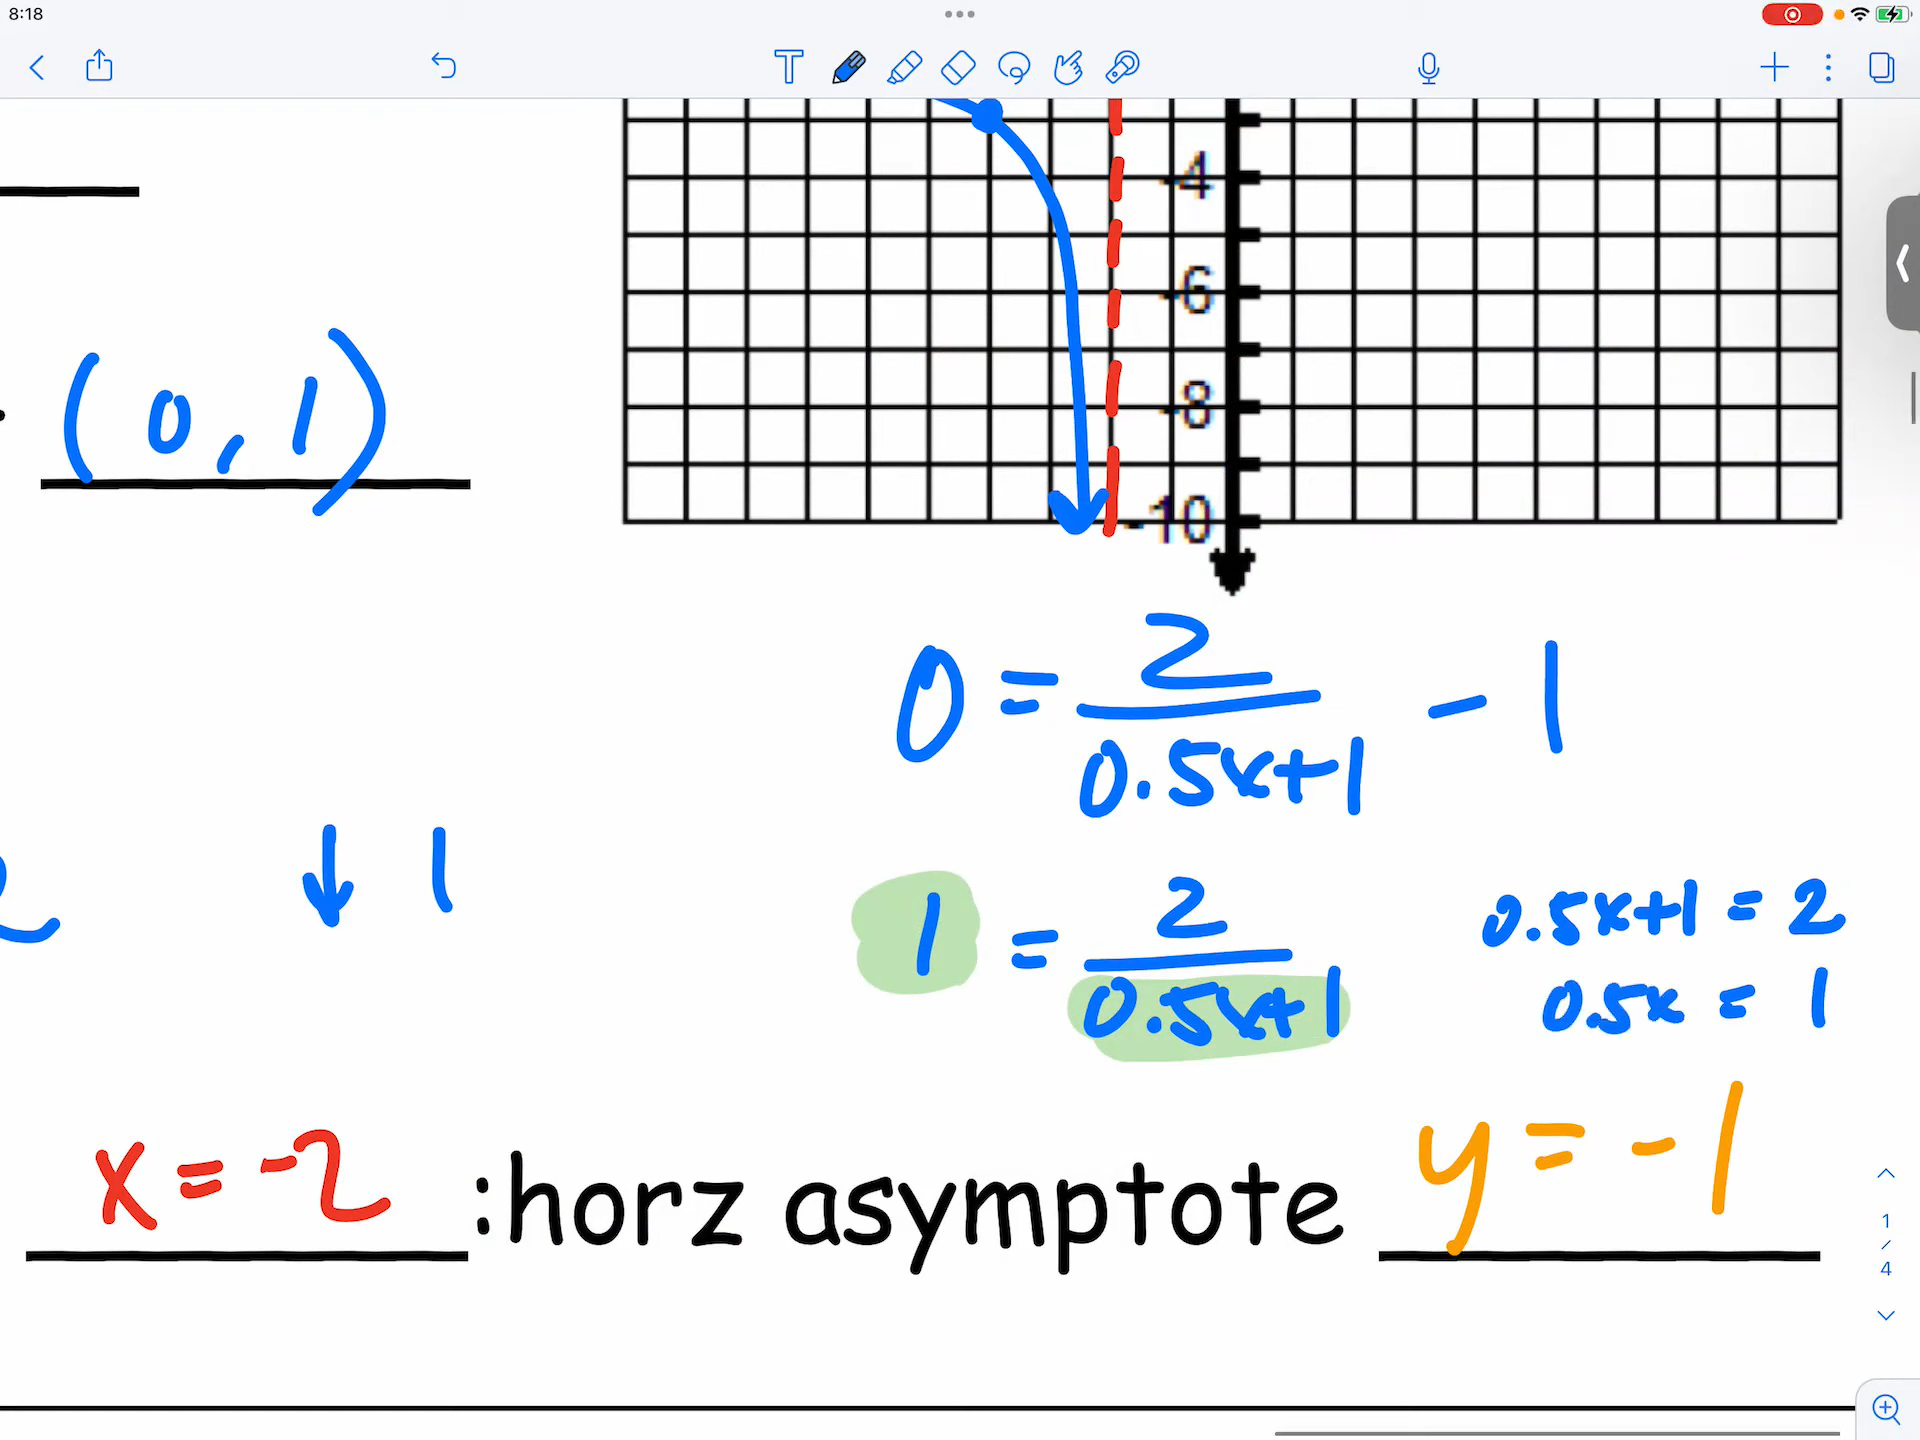 8:18
-4
-6
(0, 1)
-8
-10
0 = 2/(0.5x+1) - 1
↓ 1
1 = 2/(0.5x+1)
0.5x+1 = 2
0.5x = 1
x = -2 :horz asymptote y = -1
1
/
4